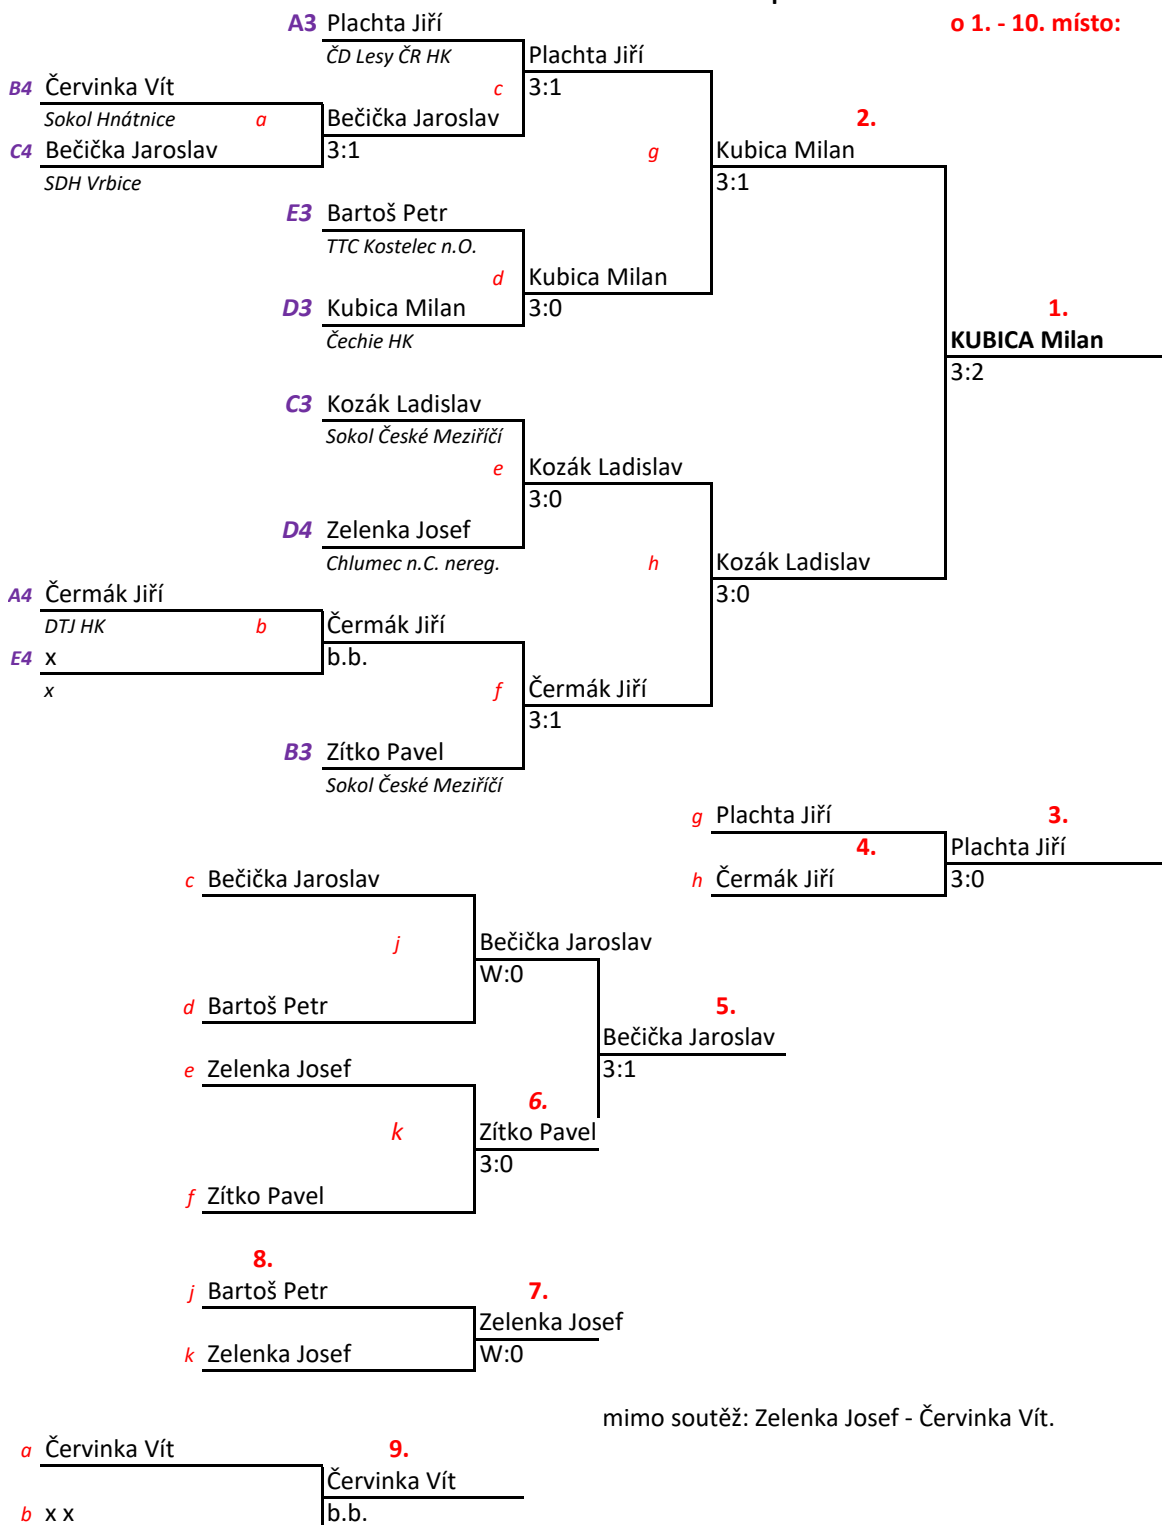 A3 Plachta Jiří
o 1. - 10. místo:
ČD Lesy ČR HK
Plachta Jiří
B4 Červinka Vít
c 3:1
Sokol Hnátnice a Bečička Jaroslav
2.
C4 Bečička Jaroslav 3:1
g Kubica Milan
SDH Vrbice
3:1
E3 Bartoš Petr
TTC Kostelec n.O.
d Kubica Milan
D3 Kubica Milan 3:0
1.
Čechie HK
KUBICA Milan
3:2
C3 Kozák Ladislav
Sokol České Meziříčí
e Kozák Ladislav
3:0
D4 Zelenka Josef
Chlumec n.C. nereg.
h Kozák Ladislav
A4 Čermák Jiří
3:0
DTJ HK b Čermák Jiří
E4 x b.b.
x
f Čermák Jiří
3:1
B3 Zítko Pavel
Sokol České Meziříčí
g Plachta Jiří
3.
4.
Plachta Jiří
c Bečička Jaroslav
h Čermák Jiří 3:0
j Bečička Jaroslav
W:0
d Bartoš Petr
5.
Bečička Jaroslav
e Zelenka Josef
3:1
6.
k Zítko Pavel
3:0
f Zítko Pavel
8.
j Bartoš Petr
7.
Zelenka Josef
k Zelenka Josef W:0
mimo soutěž: Zelenka Josef - Červinka Vít.
a Červinka Vít
9.
Červinka Vít
b x x b.b.